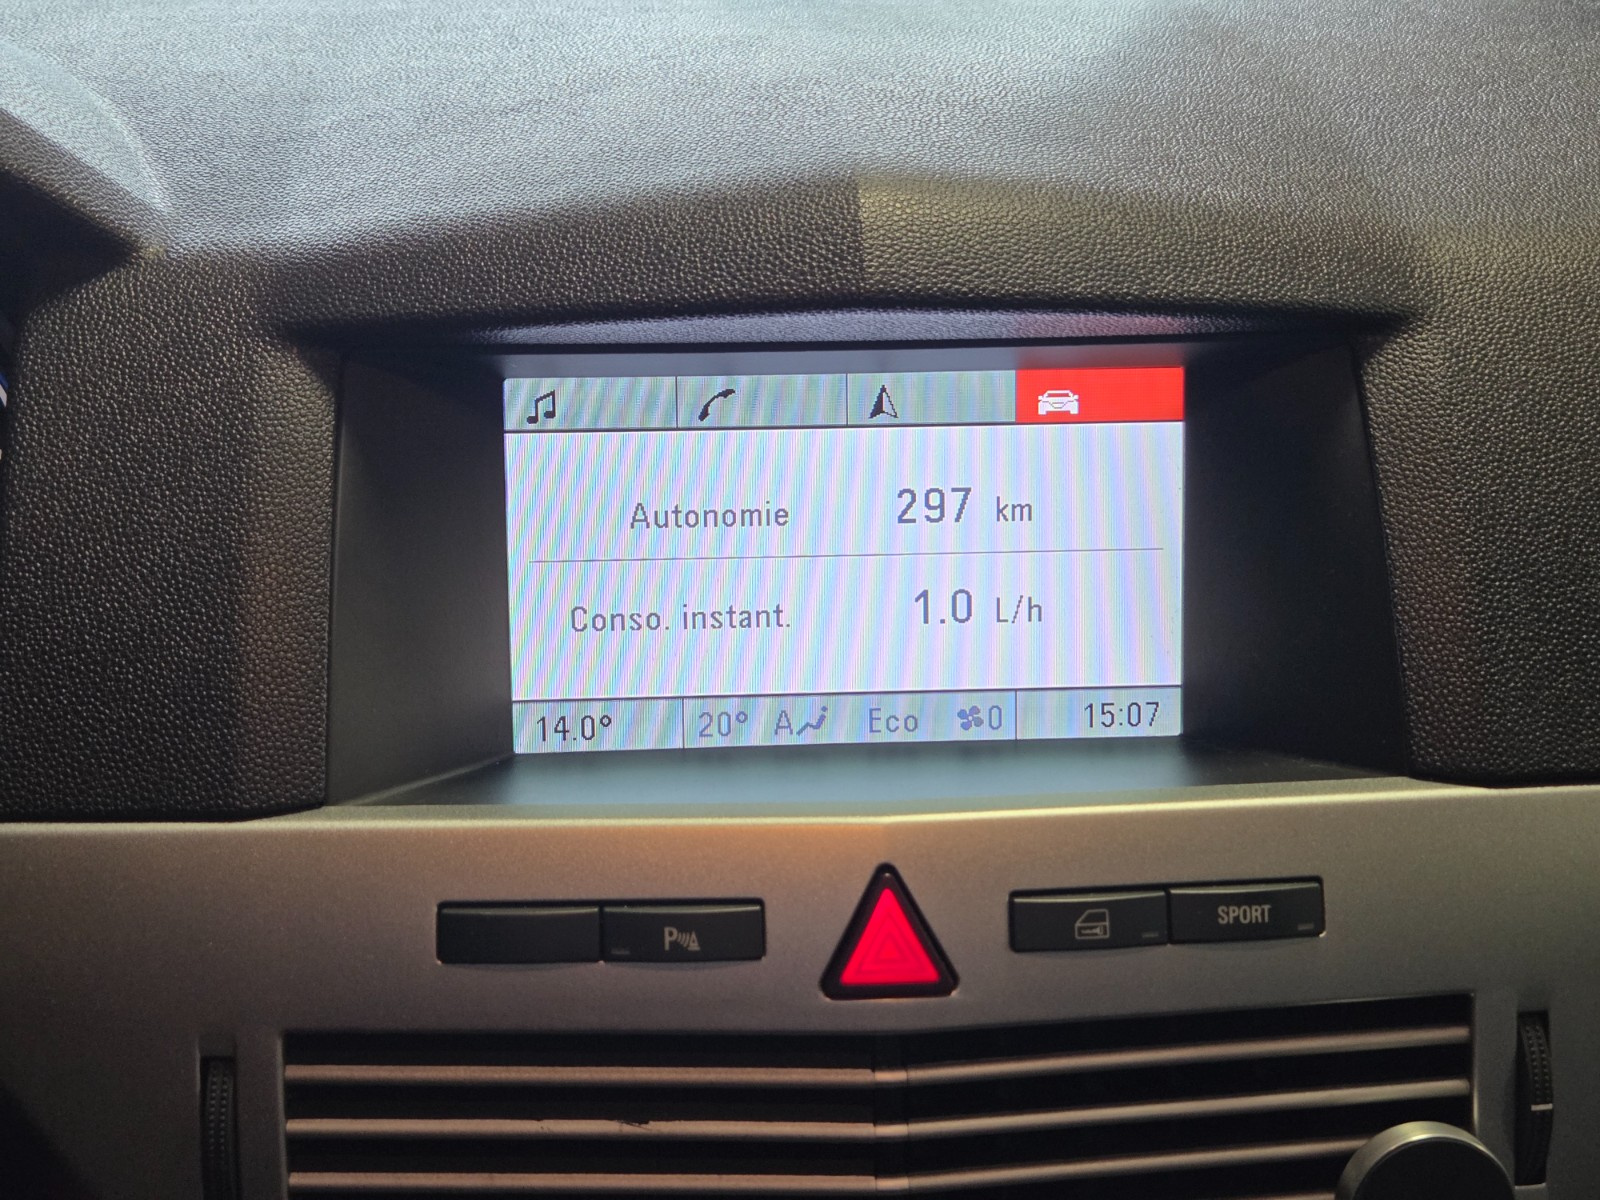 Autonomie 297 km
Conso. instant. 1.0 L/h
14.0° 20° A Eco 0 15:07
P SPORT